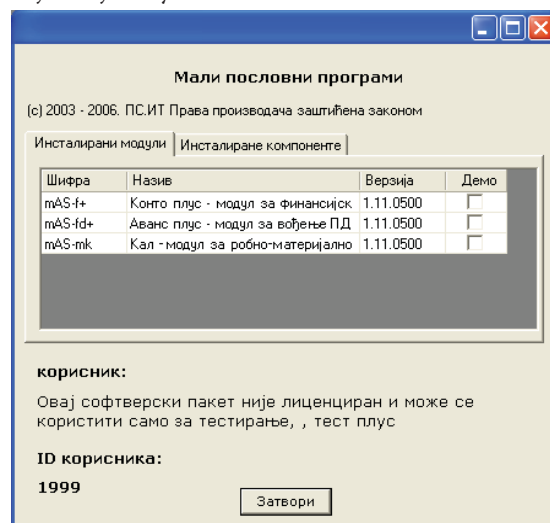 Мали пословни програми
(c) 2003 - 2006. ПС.ИТ Права произвођача заштићена законом
Инсталирани модули Инсталиране компоненте
Шифра Назив Верзија Демо
mAS-f+ Конто плус - модул за финансијск 1.11.0500
mAS-fd+ Аванс плус - модул за вођење ПД 1.11.0500
mAS-mk Кал - модул за робно-материјално 1.11.0500
корисник:
Овај софтверски пакет није лиценциран и може се
користити само за тестирање, , тест плус
ID корисника:
1999
Затвори